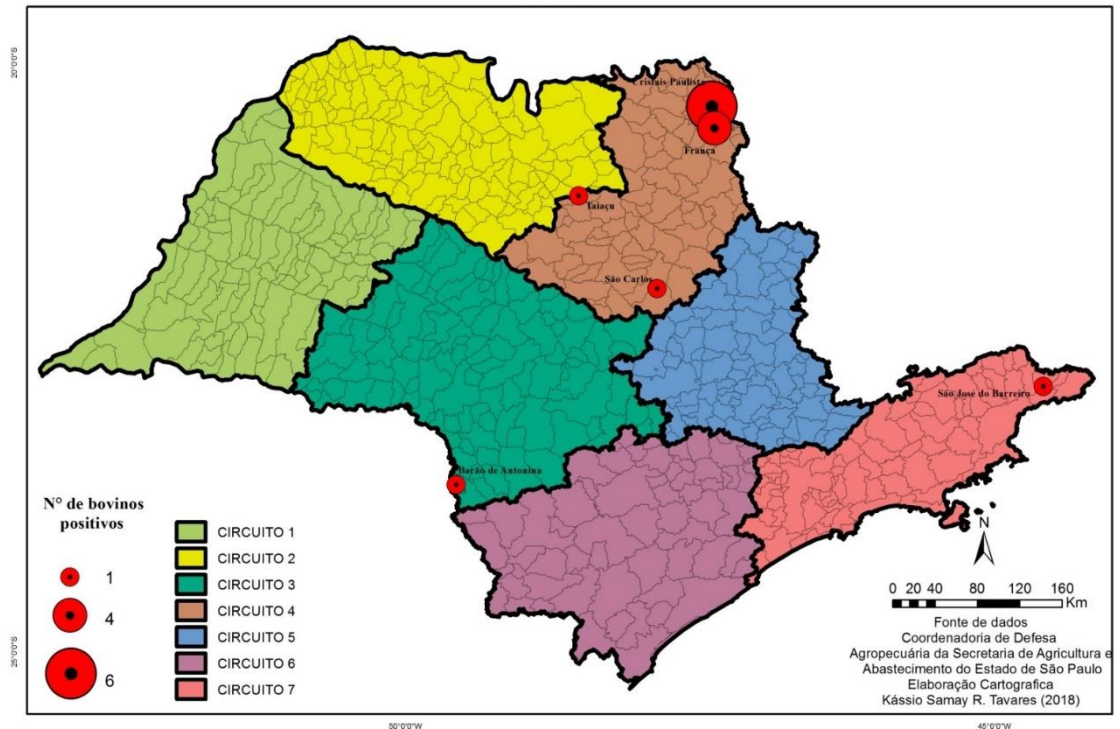 20°0'0"S
Cristais Paulista
Franca
Taiaçu
São Carlos
São José do Barreiro
Barão de Antonina
N° de bovinos
positivos
1
4
6
CIRCUITO 1
CIRCUITO 2
CIRCUITO 3
CIRCUITO 4
CIRCUITO 5
CIRCUITO 6
CIRCUITO 7
N
0 20 40 80 120 160
Km
Fonte de dados
Coordenadoria de Defesa
Agropecuária da Secretaria de Agricultura e
Abastecimento do Estado de São Paulo
Elaboração Cartografica
Kássio Samay R. Tavares (2018)
25°0'0"S
50°0'0"W
45°0'0"W